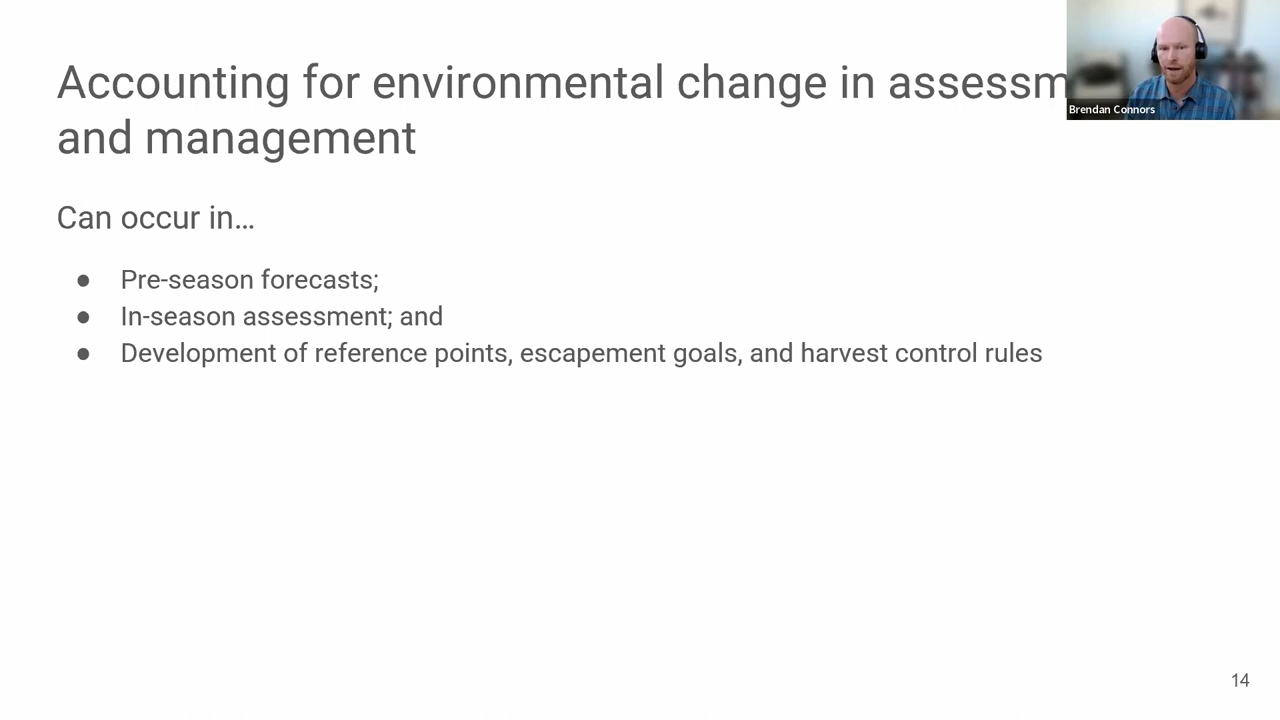 Accounting for environmental change in assessm
and management
Brendan Connors
Can occur in…
● Pre-season forecasts;
● In-season assessment; and
● Development of reference points, escapement goals, and harvest control rules
14